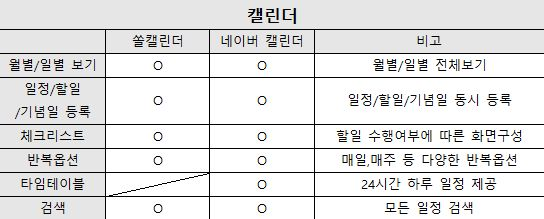 캘린더
쏠캘린더 네이버 캘린더 비고
월별/일별 보기 O O 월별/일별 전체보기
일정/할일
/기념일 등록 O O 일정/할일/기념일 동시 등록
체크리스트 O O 할일 수행여부에 따른 화면구성
반복옵션 O O 매일,매주 등 다양한 반복옵션
타임테이블 O 24시간 하루 일정 제공
검색 O O 모든 일정 검색